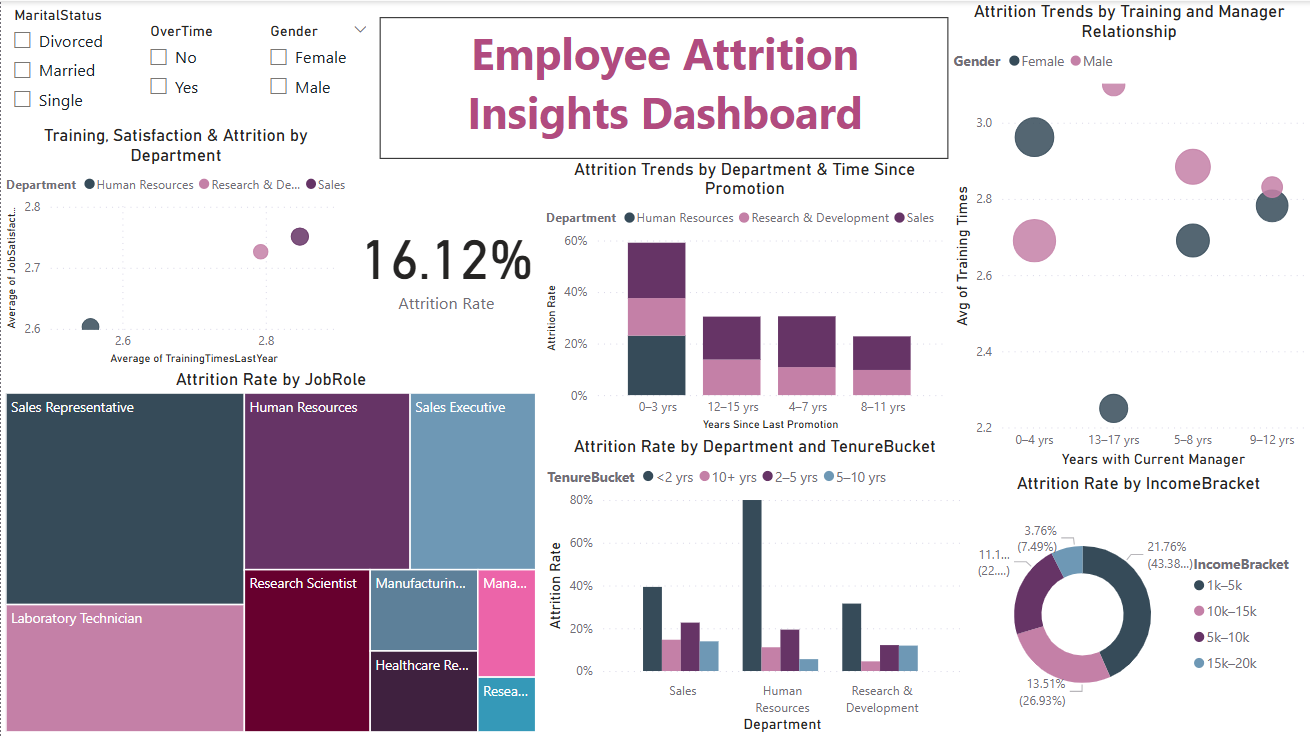 MaritalStatus
Divorced
Married
Single
OverTime
No
Yes
Gender
Female
Male
Employee Attrition
Insights Dashboard
Training, Satisfaction & Attrition by
Department
Department Human Resources Research & De... Sales
Average of JobSatisfact...
2.8
2.7
2.6
2.6 2.8
Average of TrainingTimesLastYear
16.12%
Attrition Rate
Attrition Trends by Department & Time Since
Promotion
Department Human Resources Research & Development Sales
Attrition Rate
60%
40%
20%
0%
0–3 yrs 12–15 yrs 4–7 yrs 8–11 yrs
Years Since Last Promotion
Attrition Trends by Training and Manager
Relationship
Gender Female Male
Avg of Training Times
3.0
2.8
2.6
2.4
2.2
0–4 yrs 13–17 yrs 5–8 yrs 9–12 yrs
Years with Current Manager
Attrition Rate by JobRole
Sales Representative
Human Resources
Sales Executive
Laboratory Technician
Research Scientist
Manufacturin...
Mana...
Healthcare Re...
Resea...
Attrition Rate by Department and TenureBucket
TenureBucket <2 yrs 10+ yrs 2–5 yrs 5–10 yrs
Attrition Rate
80%
60%
40%
20%
0%
Sales
Human
Resources
Research &
Development
Department
Attrition Rate by IncomeBracket
3.76%
(7.49%)
11.1...
(22....)
21.76%
(43.38...)
13.51%
(26.93%)
IncomeBracket
1k–5k
10k–15k
5k–10k
15k–20k